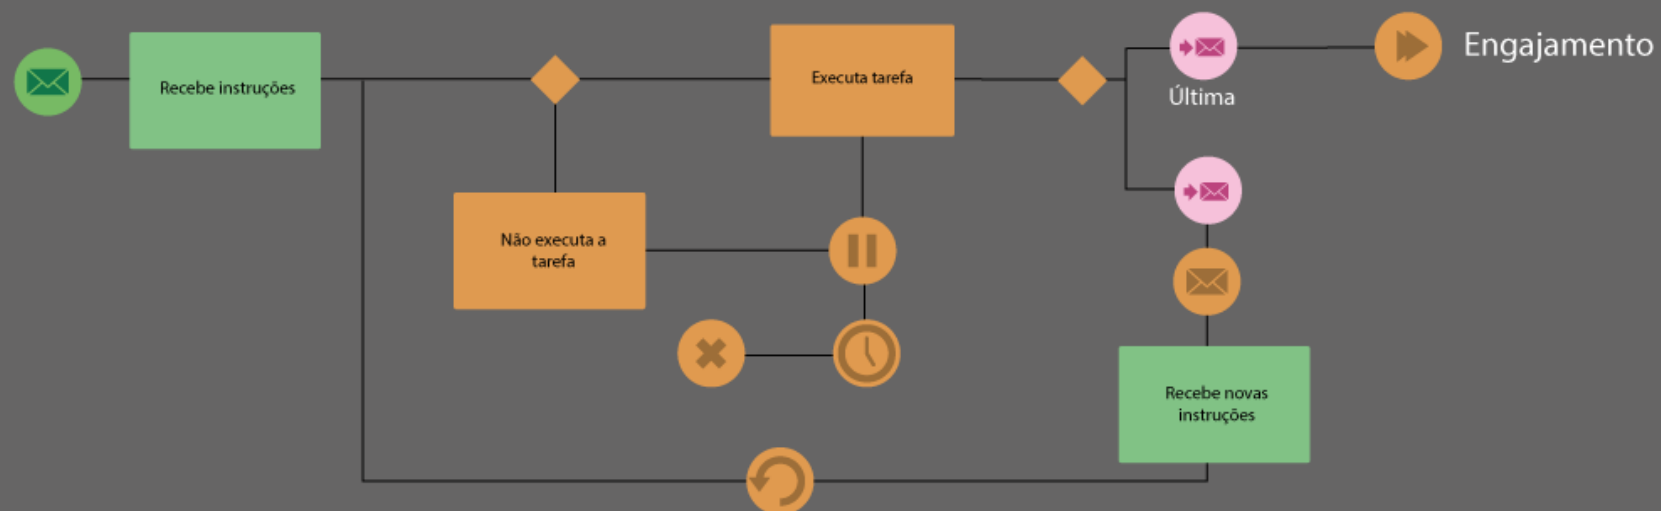 Recebe instruções
Executa tarefa
Engajamento
Última
Não executa a
tarefa
Recebe novas
instruções